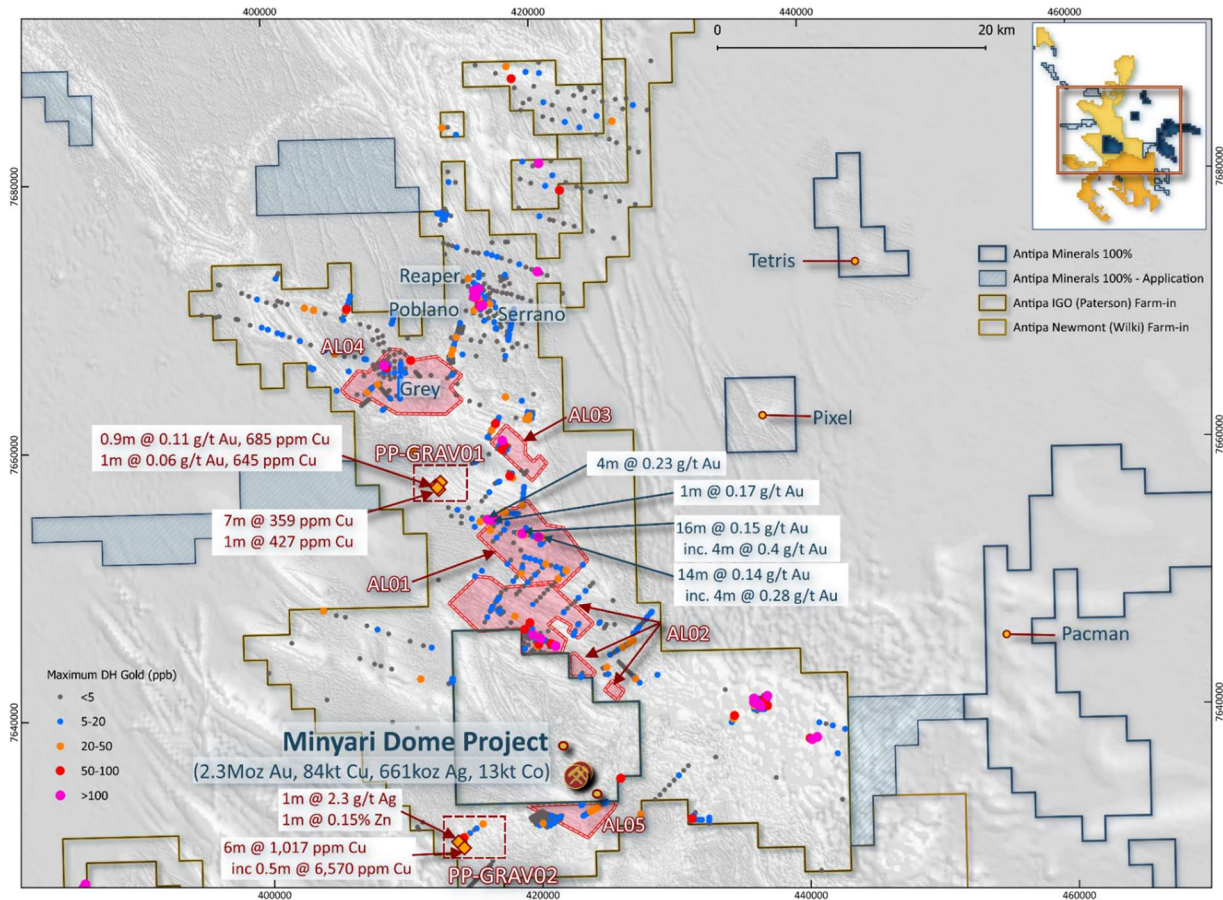 400000
420000
440000
460000
0
20 km
7680000
7680000
Tetris
Antipa Minerals 100%
Antipa Minerals 100% - Application
Antipa IGO (Paterson) Farm-in
Antipa Newmont (Wilki) Farm-in
Reaper
Poblano
Serrano
AL04
Grey
AL03
Pixel
7660000
7660000
0.9m @ 0.11 g/t Au, 685 ppm Cu
1m @ 0.06 g/t Au, 645 ppm Cu
PP-GRAV01
4m @ 0.23 g/t Au
1m @ 0.17 g/t Au
7m @ 359 ppm Cu
1m @ 427 ppm Cu
16m @ 0.15 g/t Au
inc. 4m @ 0.4 g/t Au
AL01
14m @ 0.14 g/t Au
inc. 4m @ 0.28 g/t Au
AL02
Pacman
Maximum DH Gold (ppb)
<5
5-20
20-50
50-100
>100
7640000
7640000
Minyari Dome Project
(2.3Moz Au, 84kt Cu, 661koz Ag, 13kt Co)
1m @ 2.3 g/t Ag
1m @ 0.15% Zn
AL05
6m @ 1,017 ppm Cu
inc 0.5m @ 6,570 ppm Cu
PP-GRAV02
400000
420000
440000
460000